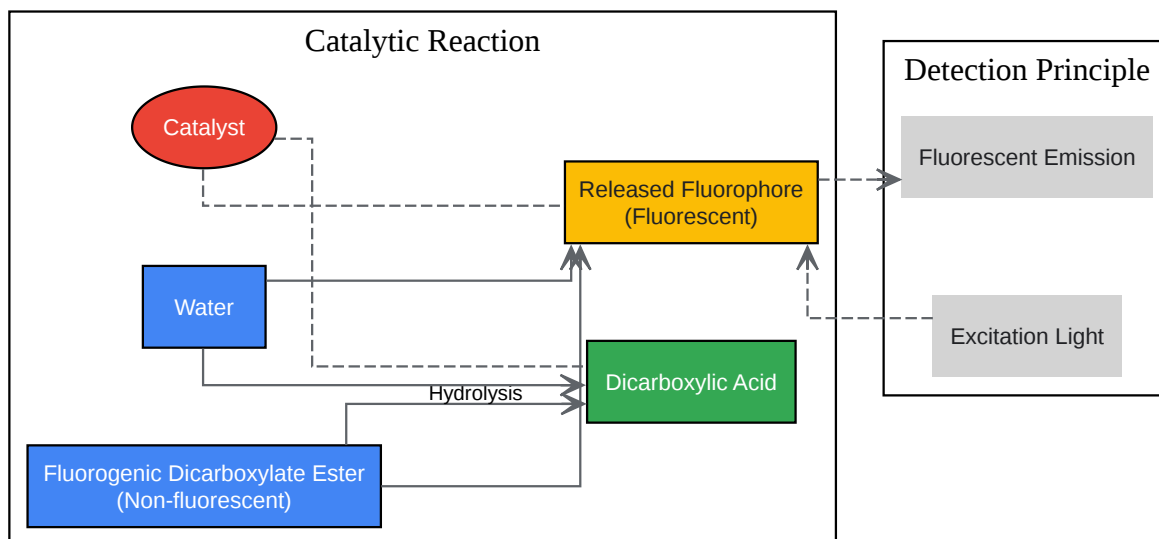 Catalytic Reaction
Detection Principle
Catalyst
Fluorescent Emission
Released Fluorophore
(Fluorescent)
Water
Excitation Light
Dicarboxylic Acid
Hydrolysis
Fluorogenic Dicarboxylate Ester
(Non-fluorescent)